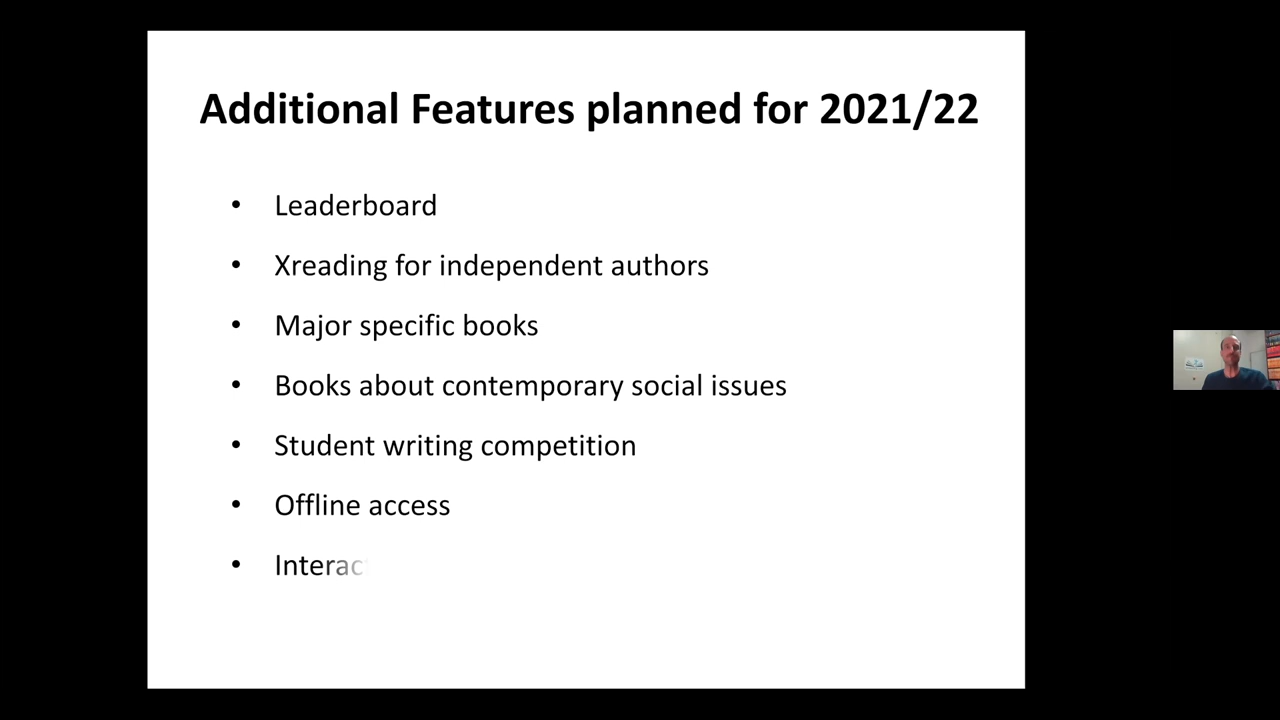 Additional Features planned for 2021/22
• Leaderboard
• Xreading for independent authors
• Major specific books
• Books about contemporary social issues
• Student writing competition
• Offline access
• Interac